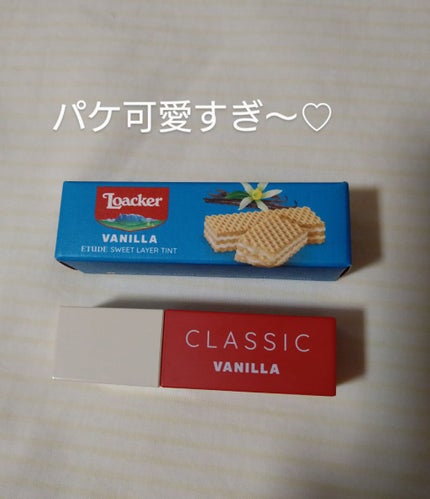 パケ可愛すぎ～♡
Loacker
VANILLA
ETUDE SWEET LAYER TINT
CLASSIC
VANILLA